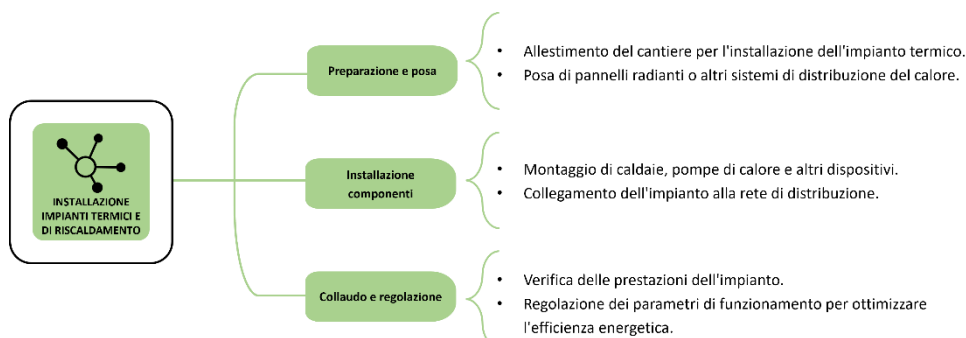 INSTALLAZIONE
IMPIANTI TERMICI E
DI RISCALDAMENTO
Preparazione e posa
• Allestimento del cantiere per l'installazione dell'impianto termico.
• Posa di pannelli radianti o altri sistemi di distribuzione del calore.
Installazione
componenti
• Montaggio di caldaie, pompe di calore e altri dispositivi.
• Collegamento dell'impianto alla rete di distribuzione.
Collaudo e regolazione
• Verifica delle prestazioni dell'impianto.
• Regolazione dei parametri di funzionamento per ottimizzare
l'efficienza energetica.